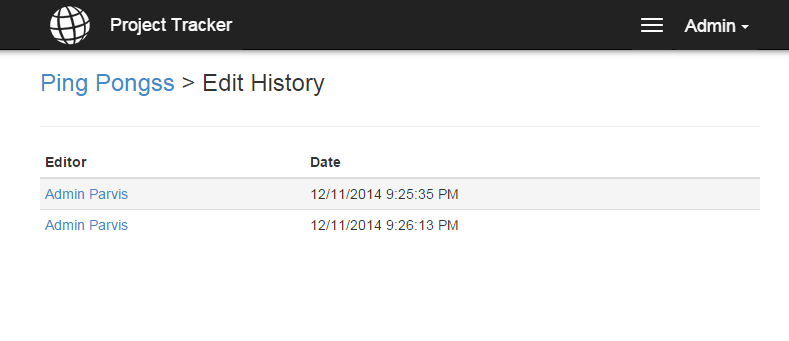 Project Tracker Admin
Ping Pongss > Edit History
Editor Date
Admin Parvis 12/11/2014 9:25:35 PM
Admin Parvis 12/11/2014 9:26:13 PM